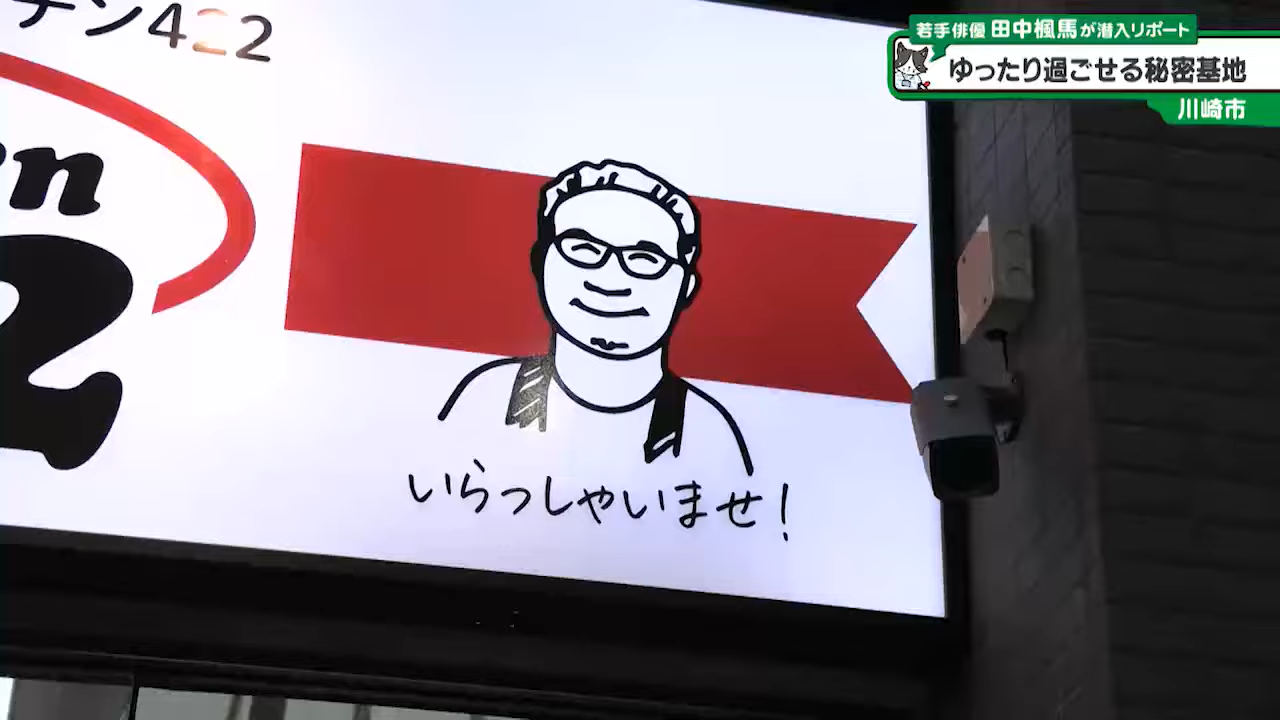 若手俳優 田中楓馬が潜入リポート
ゆったり過ごせる秘密基地
川崎市
チン422
en
2
いらっしゃいませ!